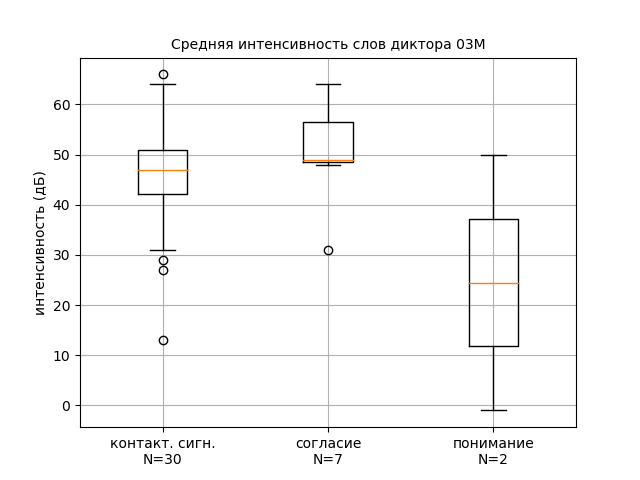 Средняя интенсивность слов диктора 03М
интенсивность (дБ)
60
50
40
30
20
10
0
контакт. сигн.
N=30
согласие
N=7
понимание
N=2